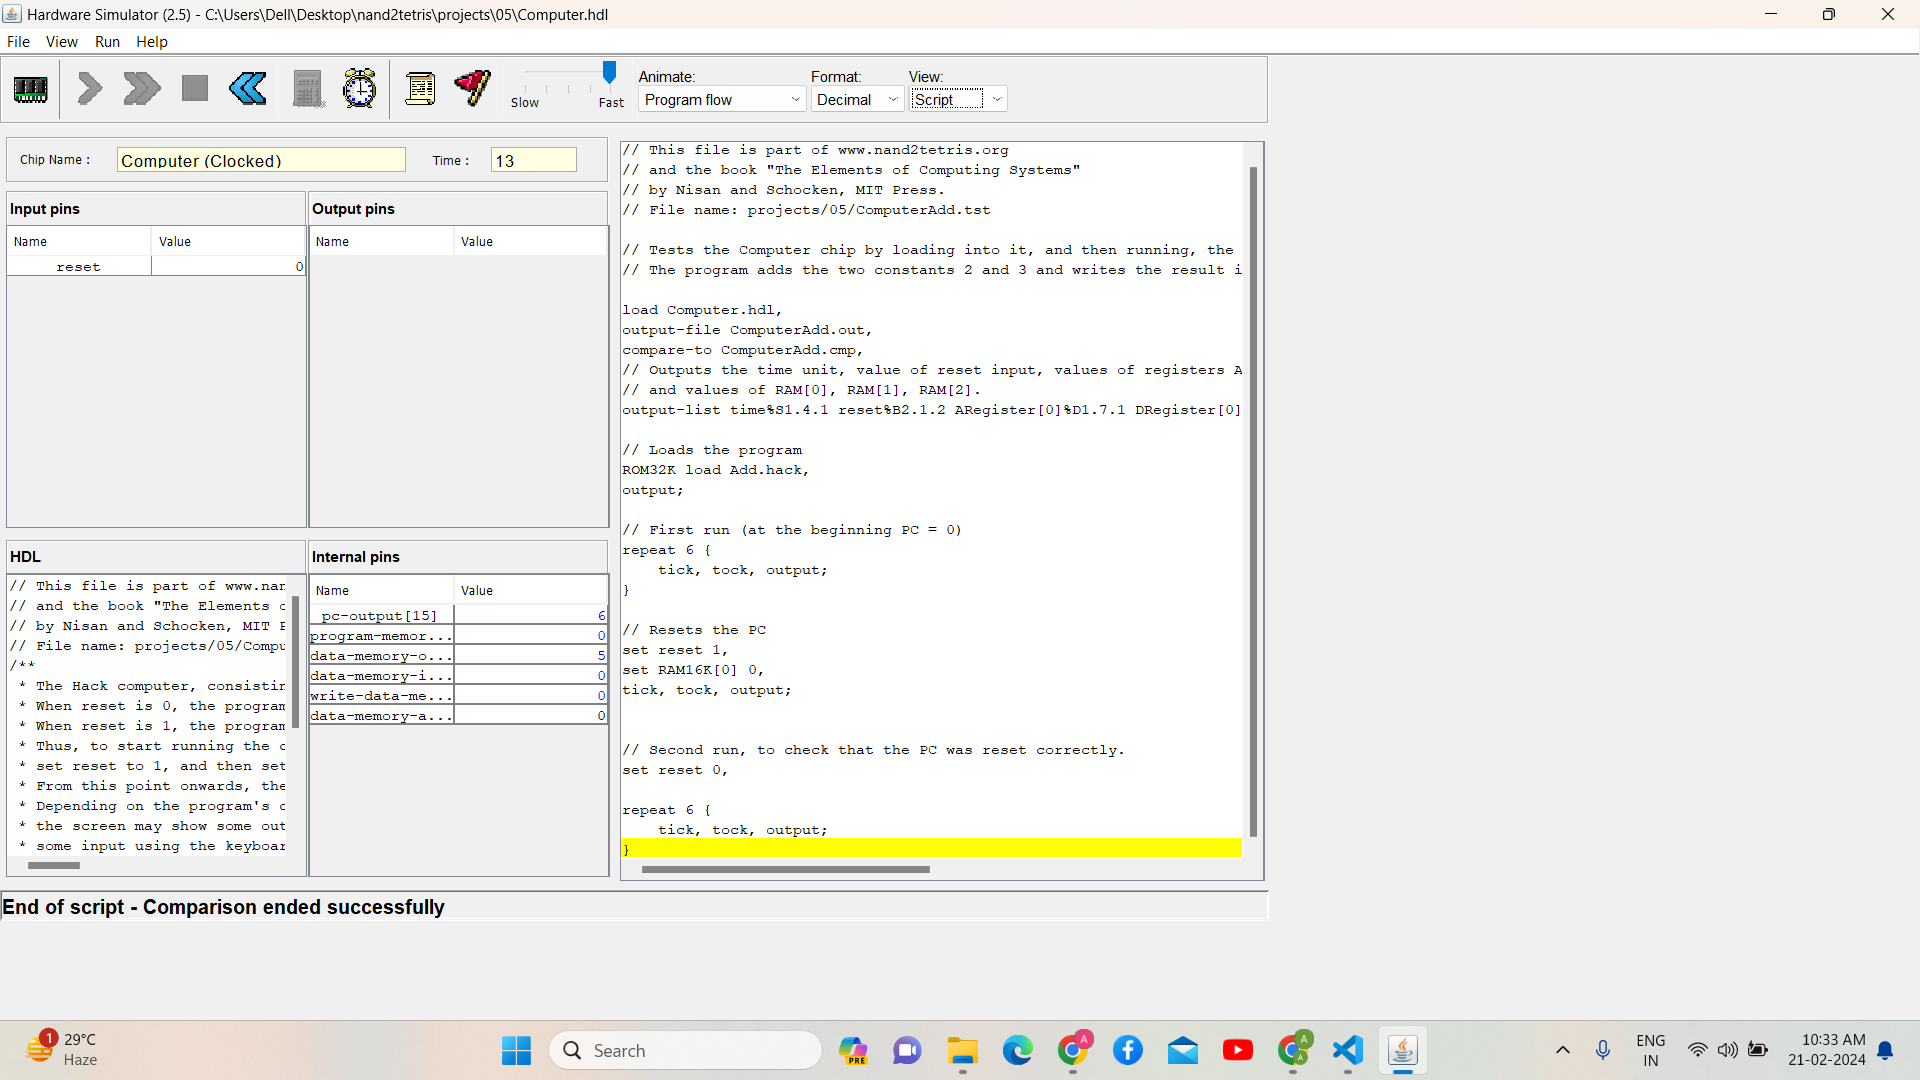 Hardware Simulator (2.5) - C:\Users\Dell\Desktop\nand2tetris\projects\05\Computer.hdl
File View Run Help
Slow Fast
Animate:
Program flow
Format:
Decimal
View:
Script
Chip Name :
Computer (Clocked)
Time :
13
Input pins
Name Value
reset 0
Output pins
Name Value
HDL
// This file is part of www.nan
// and the book "The Elements o
// by Nisan and Schocken, MIT P
// File name: projects/05/Compu
/**
* The Hack computer, consistin
* When reset is 0, the program
* When reset is 1, the program
* Thus, to start running the c
* set reset to 1, and then set
* From this point onwards, the
* Depending on the program's c
* the screen may show some out
* some input using the keyboar
Internal pins
Name Value
pc-output[15] 6
program-memor... 0
data-memory-o... 5
data-memory-i... 0
write-data-me... 0
data-memory-a... 0
// This file is part of www.nand2tetris.org
// and the book "The Elements of Computing Systems"
// by Nisan and Schocken, MIT Press.
// File name: projects/05/ComputerAdd.tst
// Tests the Computer chip by loading into it, and then running, the
// The program adds the two constants 2 and 3 and writes the result i
load Computer.hdl,
output-file ComputerAdd.out,
compare-to ComputerAdd.cmp,
// Outputs the time unit, value of reset input, values of registers A
// and values of RAM[0], RAM[1], RAM[2].
output-list time%S1.4.1 reset%B2.1.2 ARegister[0]%D1.7.1 DRegister[0]
// Loads the program
ROM32K load Add.hack,
output;
// First run (at the beginning PC = 0)
repeat 6 {
tick, tock, output;
}
// Resets the PC
set reset 1,
set RAM16K[0] 0,
tick, tock, output;
// Second run, to check that the PC was reset correctly.
set reset 0,
repeat 6 {
tick, tock, output;
}
End of script - Comparison ended successfully
1
29°C
Haze
Search
PRE
A
A
A
ENG
IN
10:33 AM
21-02-2024